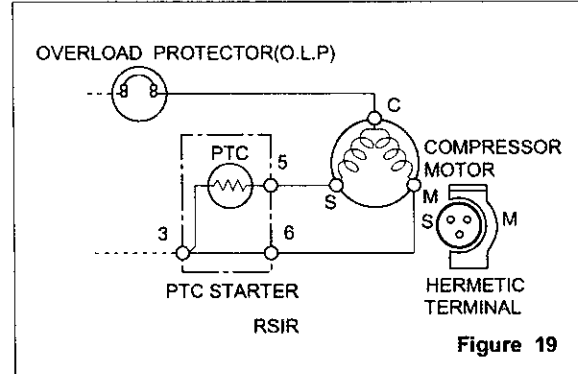 OVERLOAD PROTECTOR(O.L.P)
C
PTC
5
COMPRESSOR
MOTOR
S
M
S
M
3
6
PTC STARTER
HERMETIC
TERMINAL
RSIR
Figure 19